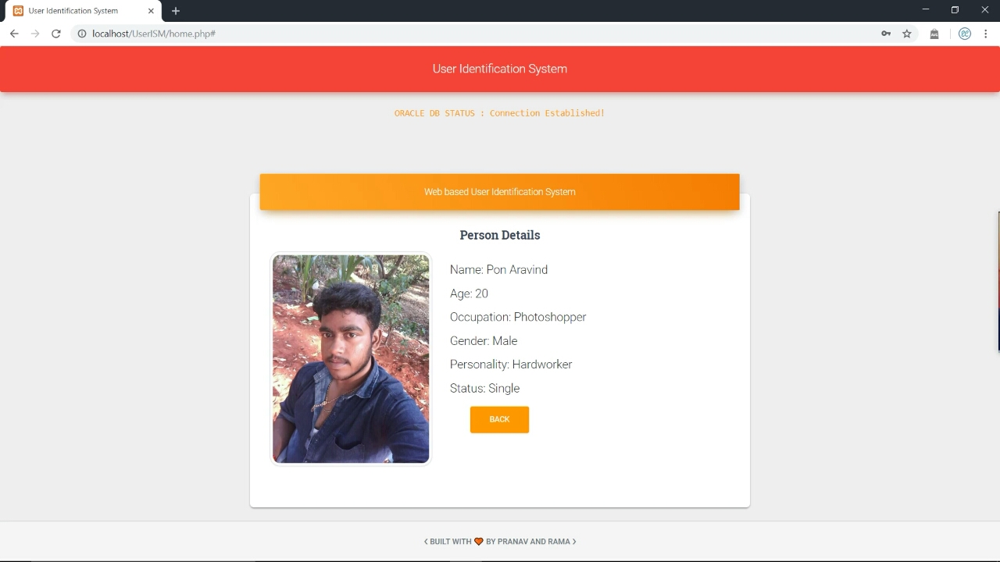 User Identification System
localhost/UserISM/home.php#
User Identification System
ORACLE DB STATUS : Connection Established!
Web based User Identification System
Person Details
Name: Pon Aravind
Age: 20
Occupation: Photoshopper
Gender: Male
Personality: Hardworker
Status: Single
BACK
BUILT WITH 🧡 BY PRANAV AND RAMA